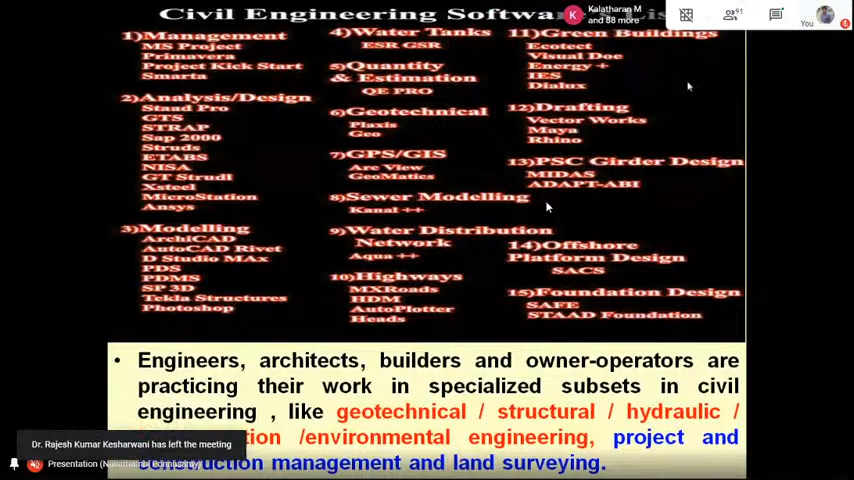 Civil Engineering Software
Kalatharan M
and 88 more
91
You
1)Management
MS Project
Primavera
Project Kick Start
Smarta
2)Analysis/Design
Staad Pro
GTS
STRAP
Sap 2000
Struds
ETABS
NISA
GT Strudl
Xsteel
MicroStation
Ansys
3)Modelling
ArchiCAD
AutoCAD Rivet
D Studio MAx
PDS
PDMS
SP 3D
Tekla Structures
Photoshop
4)Water Tanks
ESR GSR
5)Quantity
& Estimation
QE PRO
6)Geotechnical
Plaxis
Geo
7)GPS/GIS
Arc View
GeoMatics
8)Sewer Modelling
Kanal ++
9)Water Distribution
Network
Aqua ++
10)Highways
MXRoads
HDM
AutoPlotter
Heads
11)Green Buildings
Ecotect
Visual Doe
Energy +
IES
Dialux
12)Drafting
Vector Works
Maya
Rhino
13)PSC Girder Design
MIDAS
ADAPT-ABI
14)Offshore
Platform Design
SACS
15)Foundation Design
SAFE
STAAD Foundation
• Engineers, architects, builders and owner-operators are
practicing their work in specialized subsets in civil
engineering , like geotechnical / structural / hydraulic /
/environmental engineering, project and
management and land surveying.
Dr. Rajesh Kumar Kesharwani has left the meeting
Presentation